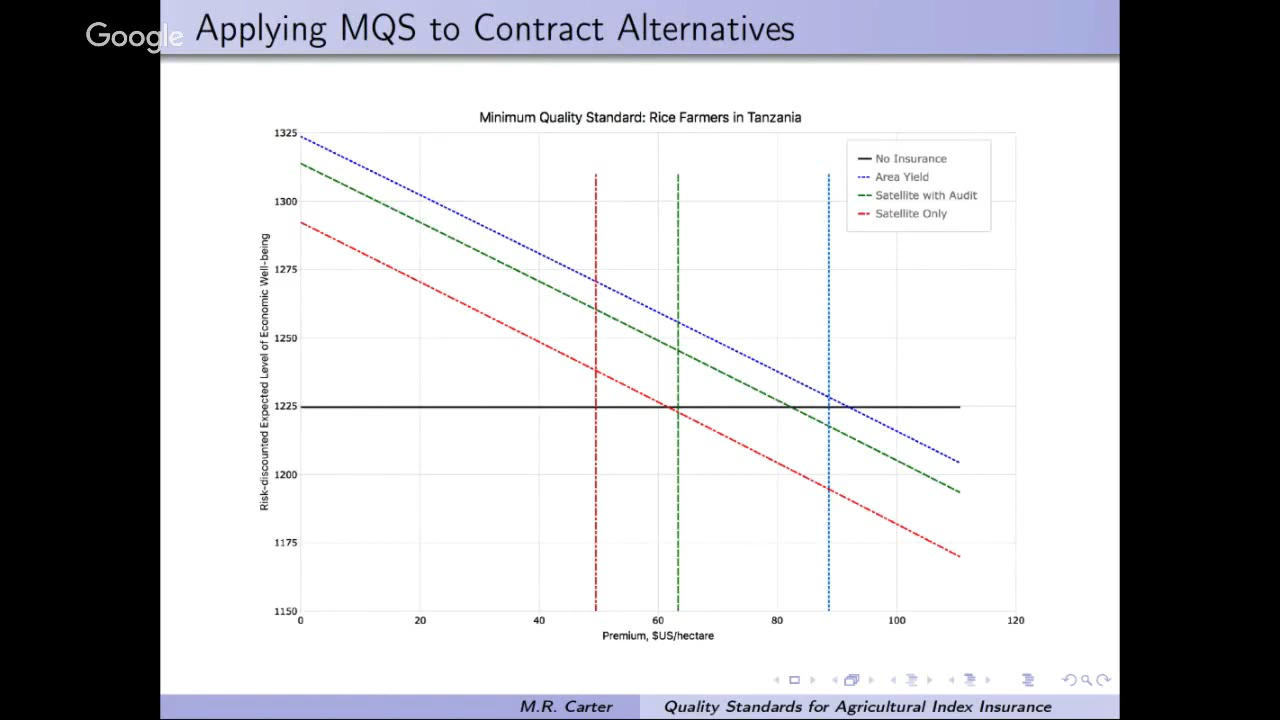 Google
Applying MQS to Contract Alternatives
Minimum Quality Standard: Rice Farmers in Tanzania
1325
1300
1275
1250
1225
1200
1175
1150
Risk-discounted Expected Level of Economic Well-being
No Insurance
Area Yield
Satellite with Audit
Satellite Only
0 20 40 60 80 100 120
Premium, $US/hectare
M.R. Carter
Quality Standards for Agricultural Index Insurance